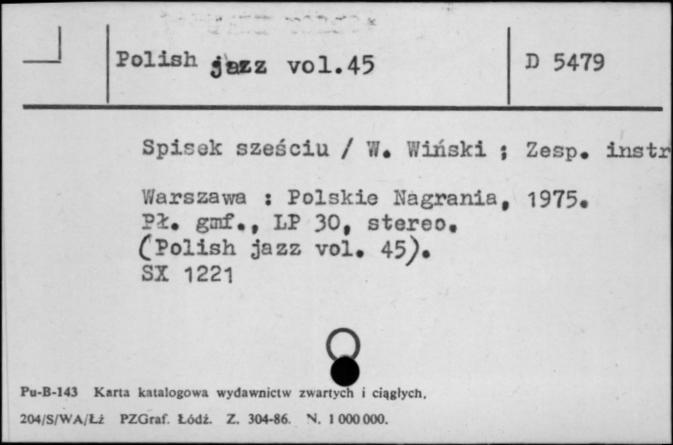 Polish jazz vol.45
D 5479
Spisek sześciu / W. Wiński ; Zesp. instr
Warszawa : Polskie Nagrania, 1975.
Pł. gmf., LP 30, stereo.
(Polish jazz vol. 45).
SX 1221
Pu-B-143 Karta katalogowa wydawnictw zwartych i ciągłych.
204/S/WA/Łź PZGraf. Łódź. Z. 304-86. N. 1 000 000.